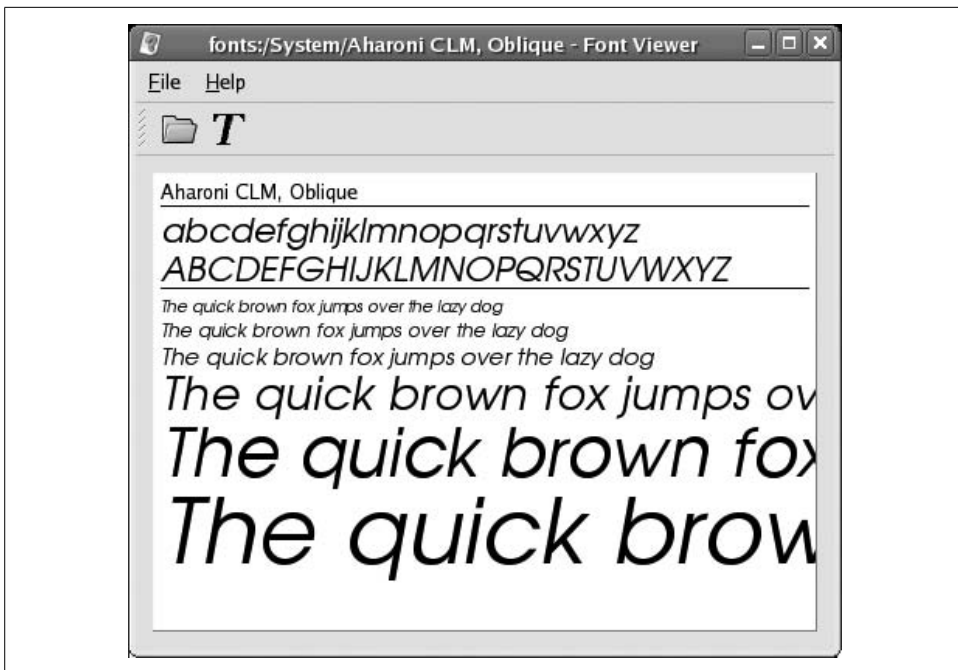 fonts:/System/Aharoni CLM, Oblique - Font Viewer
File Help
T
Aharoni CLM, Oblique
abcdefghijklmnopqrstuvwxyz
ABCDEFGHIJKLMNOPQRSTUVWXYZ
The quick brown fox jumps over the lazy dog
The quick brown fox jumps over the lazy dog
The quick brown fox jumps over the lazy dog
The quick brown fox jumps ov
The quick brown fox
The quick brow